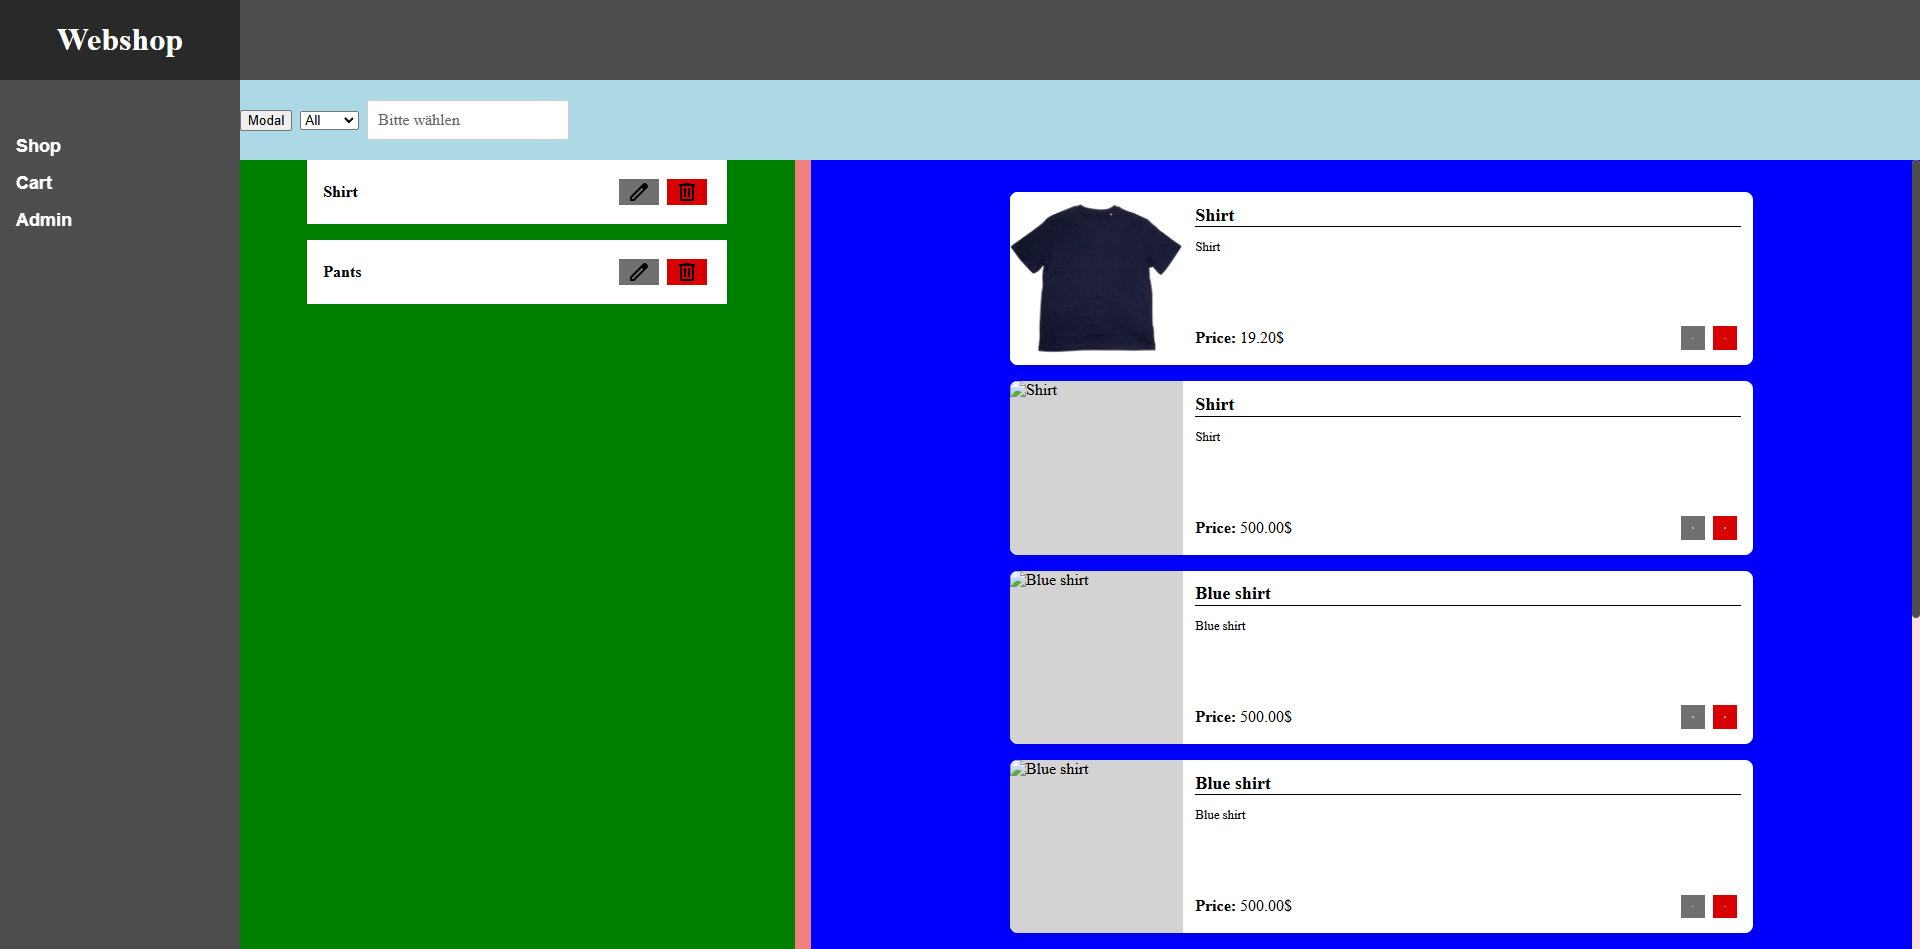 Webshop
Shop
Cart
Admin
Modal
All
Bitte wählen
Shirt
Pants
Shirt
Shirt
Price: 19.20$
Shirt
Shirt
Shirt
Price: 500.00$
Blue shirt
Blue shirt
Blue shirt
Price: 500.00$
Blue shirt
Blue shirt
Blue shirt
Price: 500.00$